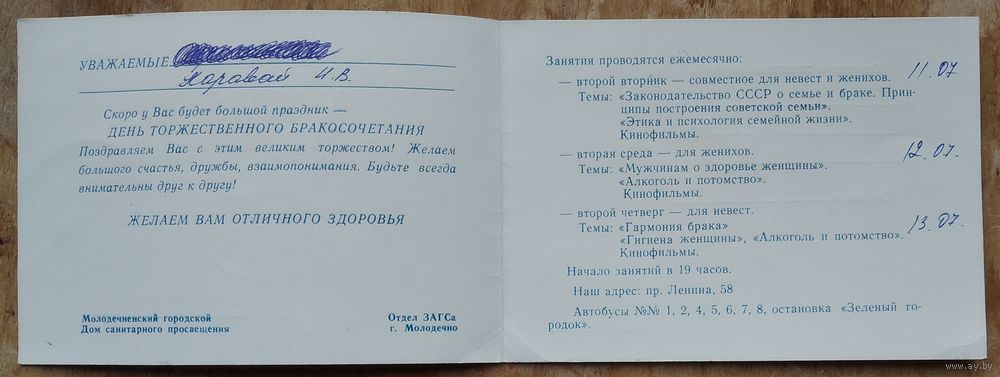 УВАЖАЕМЫЕ
Каравай И.В.
Скоро у Вас будет большой праздник —
ДЕНЬ ТОРЖЕСТВЕННОГО БРАКОСОЧЕТАНИЯ
Поздравляем Вас с этим великим торжеством! Желаем
большого счастья, дружбы, взаимопонимания. Будьте всегда
внимательны друг к другу!
ЖЕЛАЕМ ВАМ ОТЛИЧНОГО ЗДОРОВЬЯ
Молодечненский городской
Дом санитарного просвещения
Отдел ЗАГСа
г. Молодечно
Занятия проводятся ежемесячно:
— второй вторник — совместное для невест и женихов. 11.07
Темы: «Законодательство СССР о семье и браке. Прин-
ципы построения советской семьи».
«Этика и психология семейной жизни».
Кинофильмы.
— вторая среда — для женихов. 12.07.
Темы: «Мужчинам о здоровье женщины».
«Алкоголь и потомство».
Кинофильмы.
— второй четверг — для невест.
Темы: «Гармония брака» 13.07.
«Гигиена женщины», «Алкоголь и потомство».
Кинофильмы.
Начало занятий в 19 часов.
Наш адрес: пр. Ленина, 58
Автобусы №№ 1, 2, 4, 5, 6, 7, 8, остановка «Зеленый го-
родок».
www.ay.by